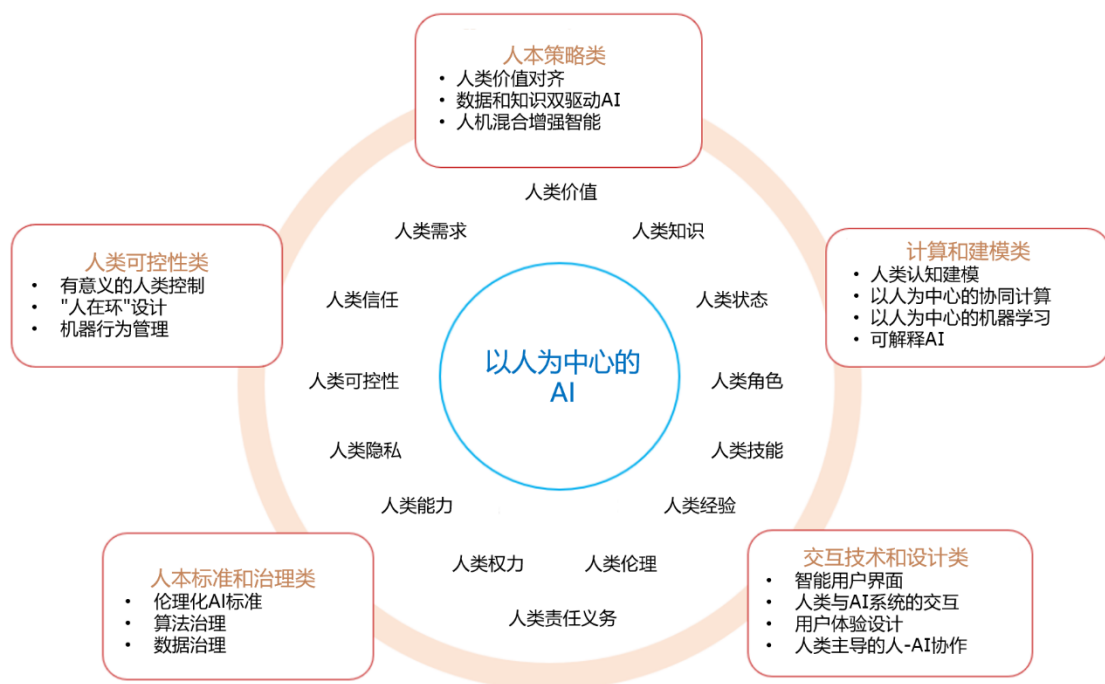 人本策略类
• 人类价值对齐
• 数据和知识双驱动AI
• 人机混合增强智能
人类价值
人类需求
人类知识
人类可控性类
• 有意义的人类控制
• "人在环"设计
• 机器行为管理
计算和建模类
• 人类认知建模
• 以人为中心的协同计算
• 以人为中心的机器学习
• 可解释AI
人类信任
人类状态
以人为中心的
AI
人类可控性
人类角色
人类隐私
人类技能
人类能力
人类经验
人类权力
人类伦理
人类责任义务
人本标准和治理类
• 伦理化AI标准
• 算法治理
• 数据治理
交互技术和设计类
• 智能用户界面
• 人类与AI系统的交互
• 用户体验设计
• 人类主导的人-AI协作